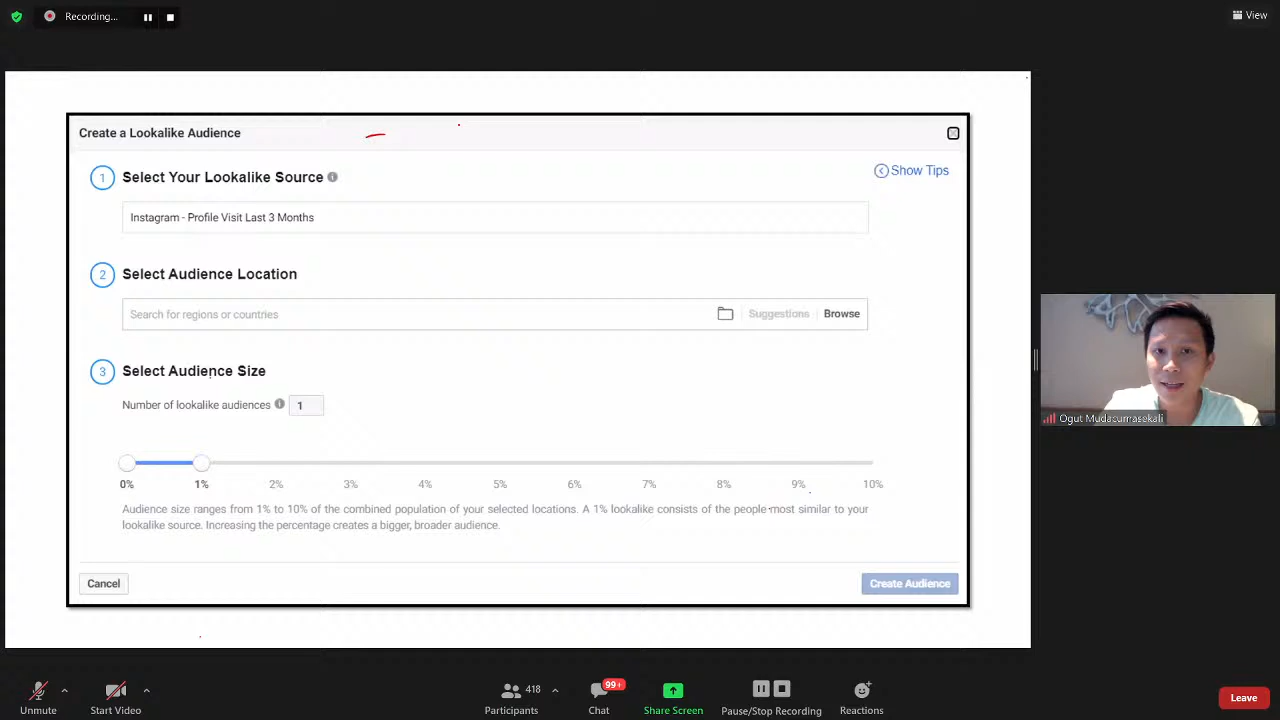 Recording...
View
Create a Lookalike Audience
1 Select Your Lookalike Source
Show Tips
Instagram - Profile Visit Last 3 Months
2 Select Audience Location
Search for regions or countries
Suggestions
Browse
3 Select Audience Size
Number of lookalike audiences 1
0% 1% 2% 3% 4% 5% 6% 7% 8% 9% 10%
Audience size ranges from 1% to 10% of the combined population of your selected locations. A 1% lookalike consists of the people most similar to your
lookalike source. Increasing the percentage creates a bigger, broader audience.
Cancel
Create Audience
Ogut Mudacumasekali
Unmute
Start Video
418
Participants
99+
Chat
Share Screen
Pause/Stop Recording
Reactions
Leave